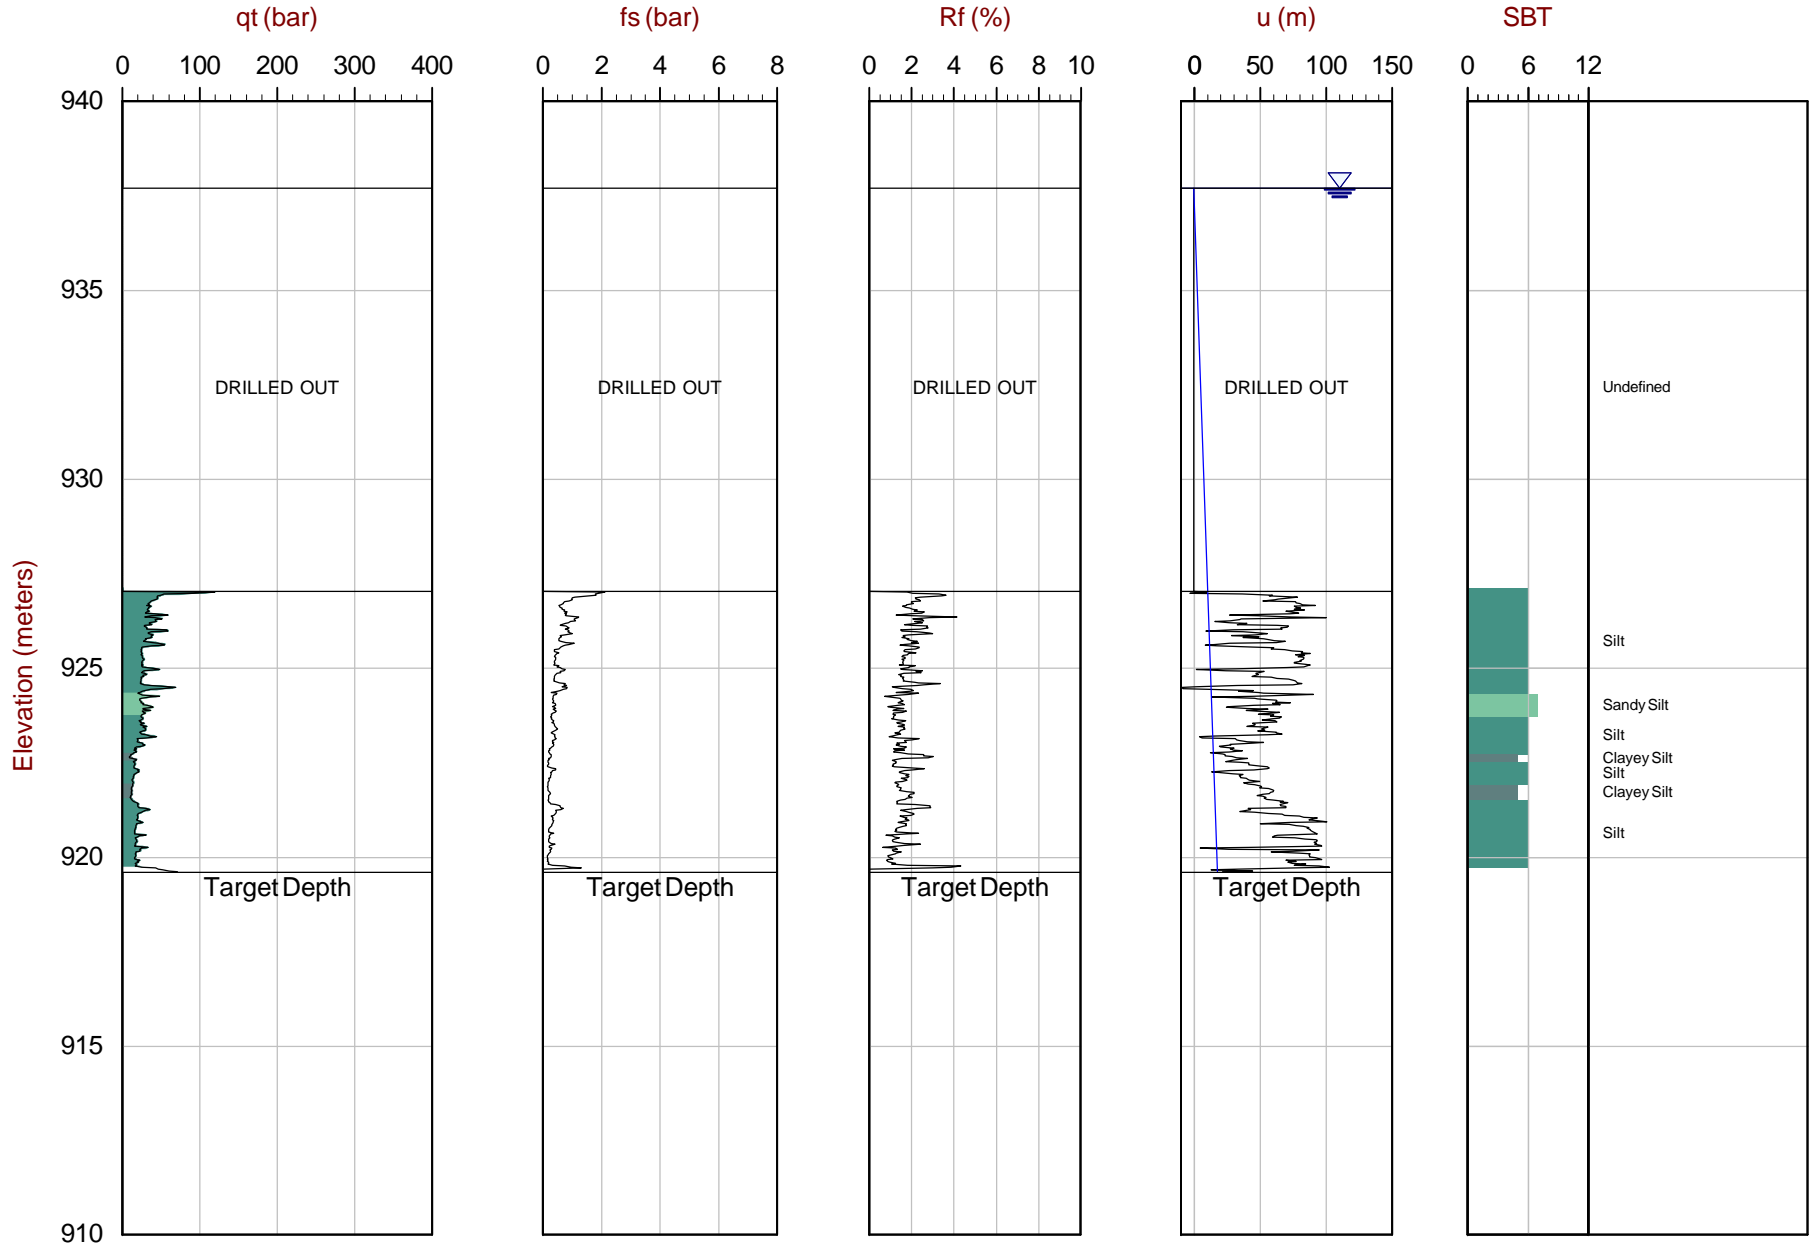 qt (bar) fs (bar) Rf (%) u (m) SBT
0 100 200 300 400 0 2 4 6 8 0 2 4 6 8 10 0 50 100 150 0 6 12
940
935
DRILLED OUT DRILLED OUT DRILLED OUT DRILLED OUT Undefined
930
Elevation (meters)
Silt
925
Sandy Silt
Silt
Clayey Silt
Silt
Clayey Silt
Silt
920
Target Depth Target Depth Target Depth Target Depth
915
910